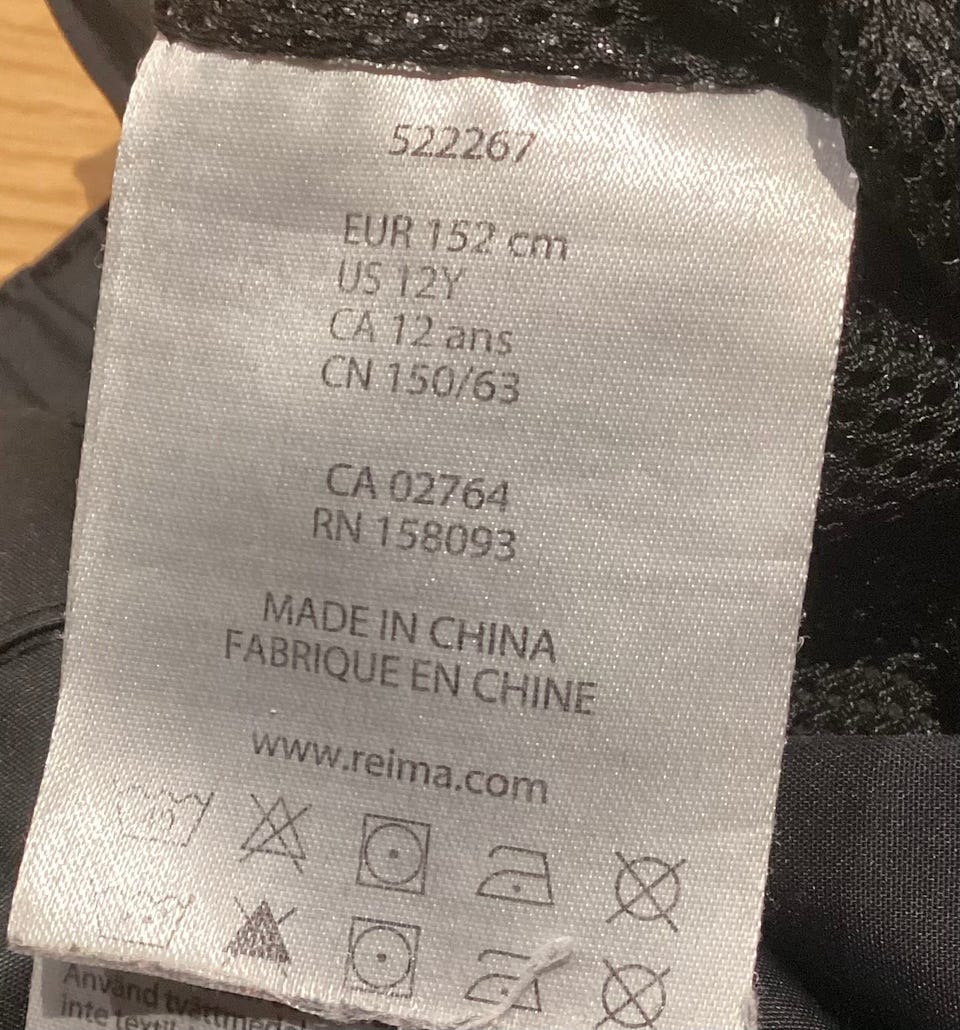 522267
EUR 152 cm
US 12Y
CA 12 ans
CN 150/63
CA 02764
RN 158093
MADE IN CHINA
FABRIQUE EN CHINE
www.reima.com
Använd
inte